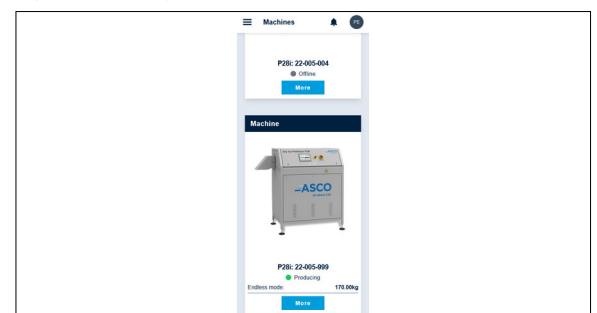 Machines
PE
P28i: 22-005-004
Offline
More
Machine
ASCO
P28i: 22-005-999
Producing
Endless mode: 170.00kg
More